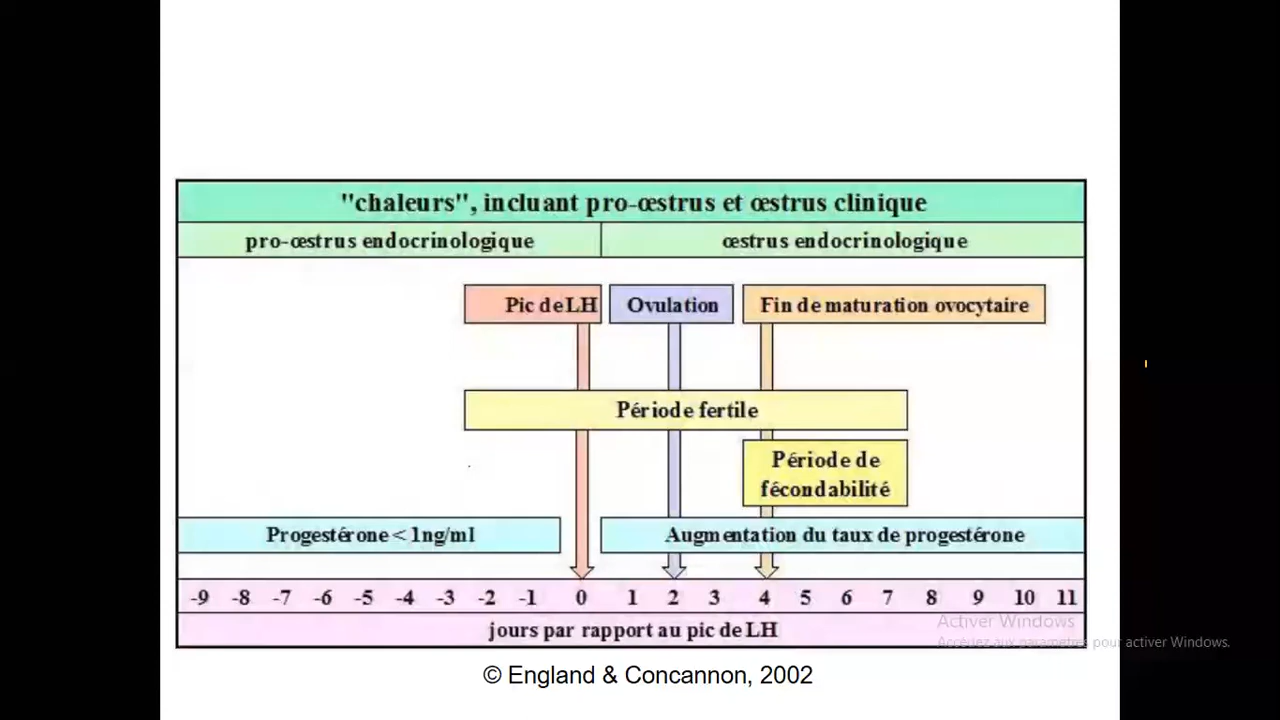 "chaleurs", incluant pro-œstrus et œstrus clinique
pro-œstrus endocrinologique
œstrus endocrinologique
Pic de LH
Ovulation
Fin de maturation ovocytaire
Période fertile
Période de
fécondabilité
Progestérone < 1ng/ml
Augmentation du taux de progestérone
-9 -8 -7 -6 -5 -4 -3 -2 -1 0 1 2 3 4 5 6 7 8 9 10 11
jours par rapport au pic de LH
Activer Windows
Accédez aux paramètres pour activer Windows.
© England & Concannon, 2002